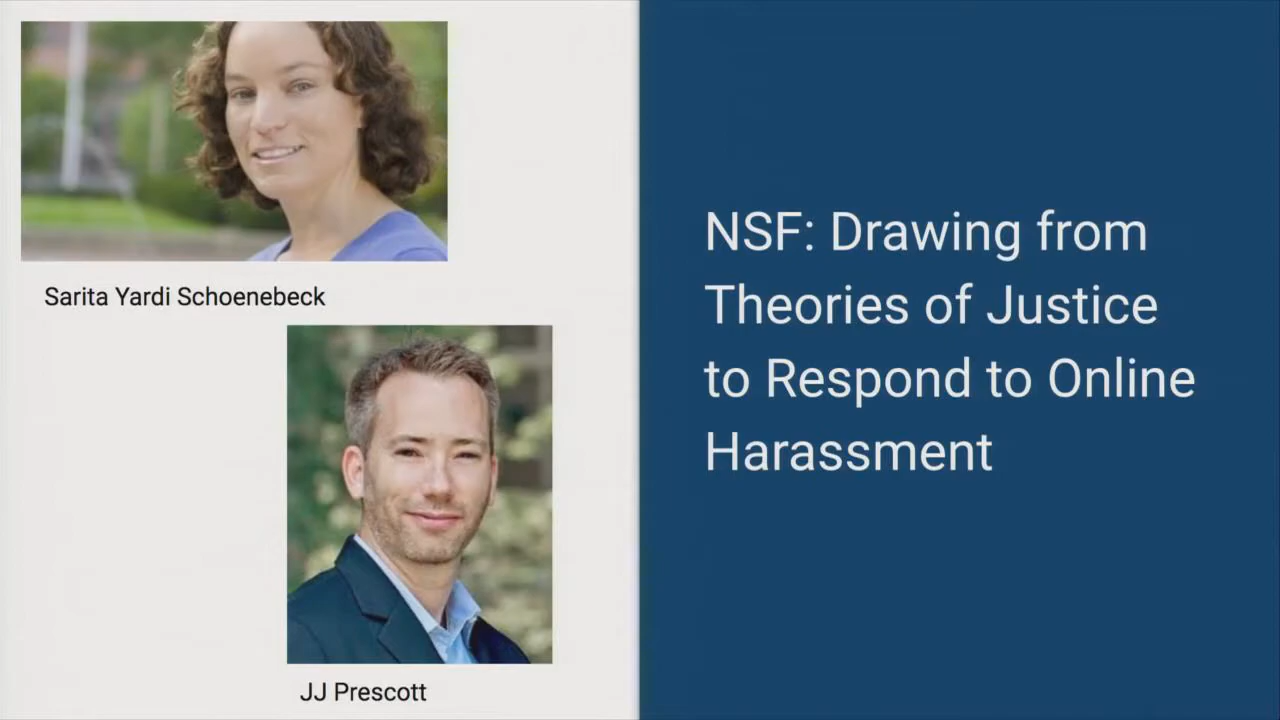 Sarita Yardi Schoenebeck
JJ Prescott
NSF: Drawing from
Theories of Justice
to Respond to Online
Harassment